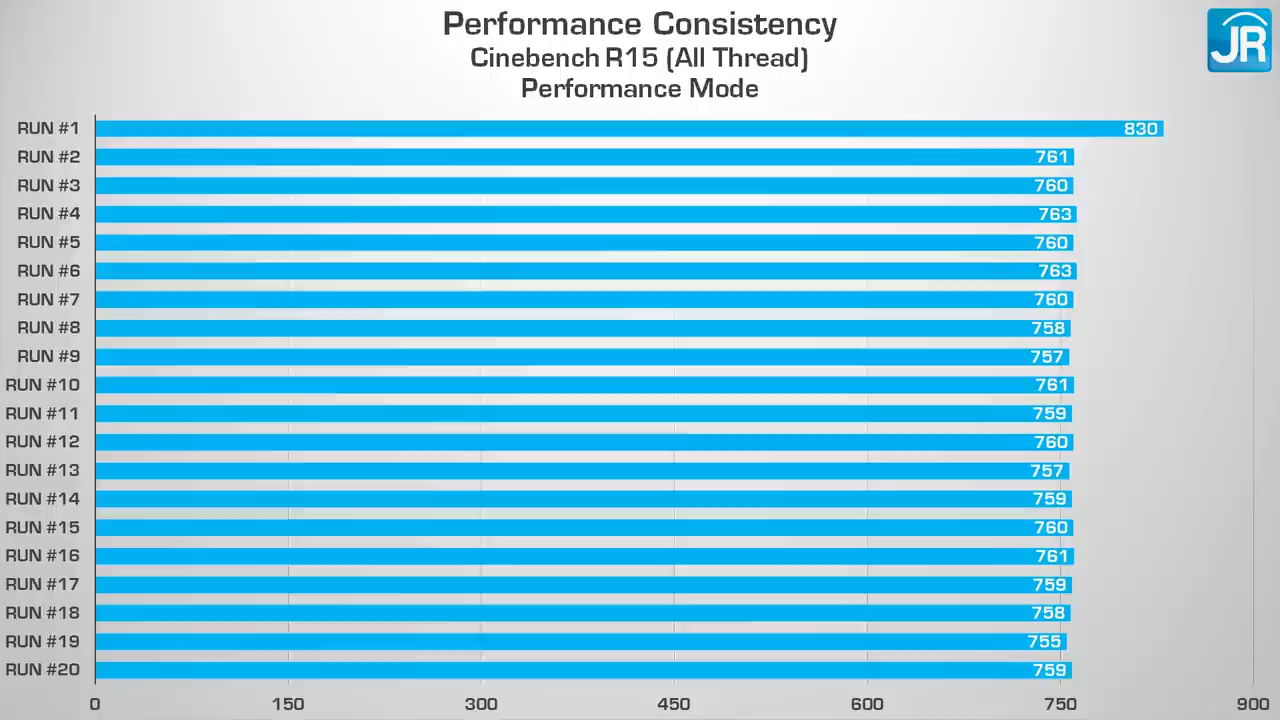 Performance Consistency
Cinebench R15 (All Thread)
Performance Mode
JR
RUN #1 830
RUN #2 761
RUN #3 760
RUN #4 763
RUN #5 760
RUN #6 763
RUN #7 760
RUN #8 758
RUN #9 757
RUN #10 761
RUN #11 759
RUN #12 760
RUN #13 757
RUN #14 759
RUN #15 760
RUN #16 761
RUN #17 759
RUN #18 758
RUN #19 755
RUN #20 759
0 150 300 450 600 750 900